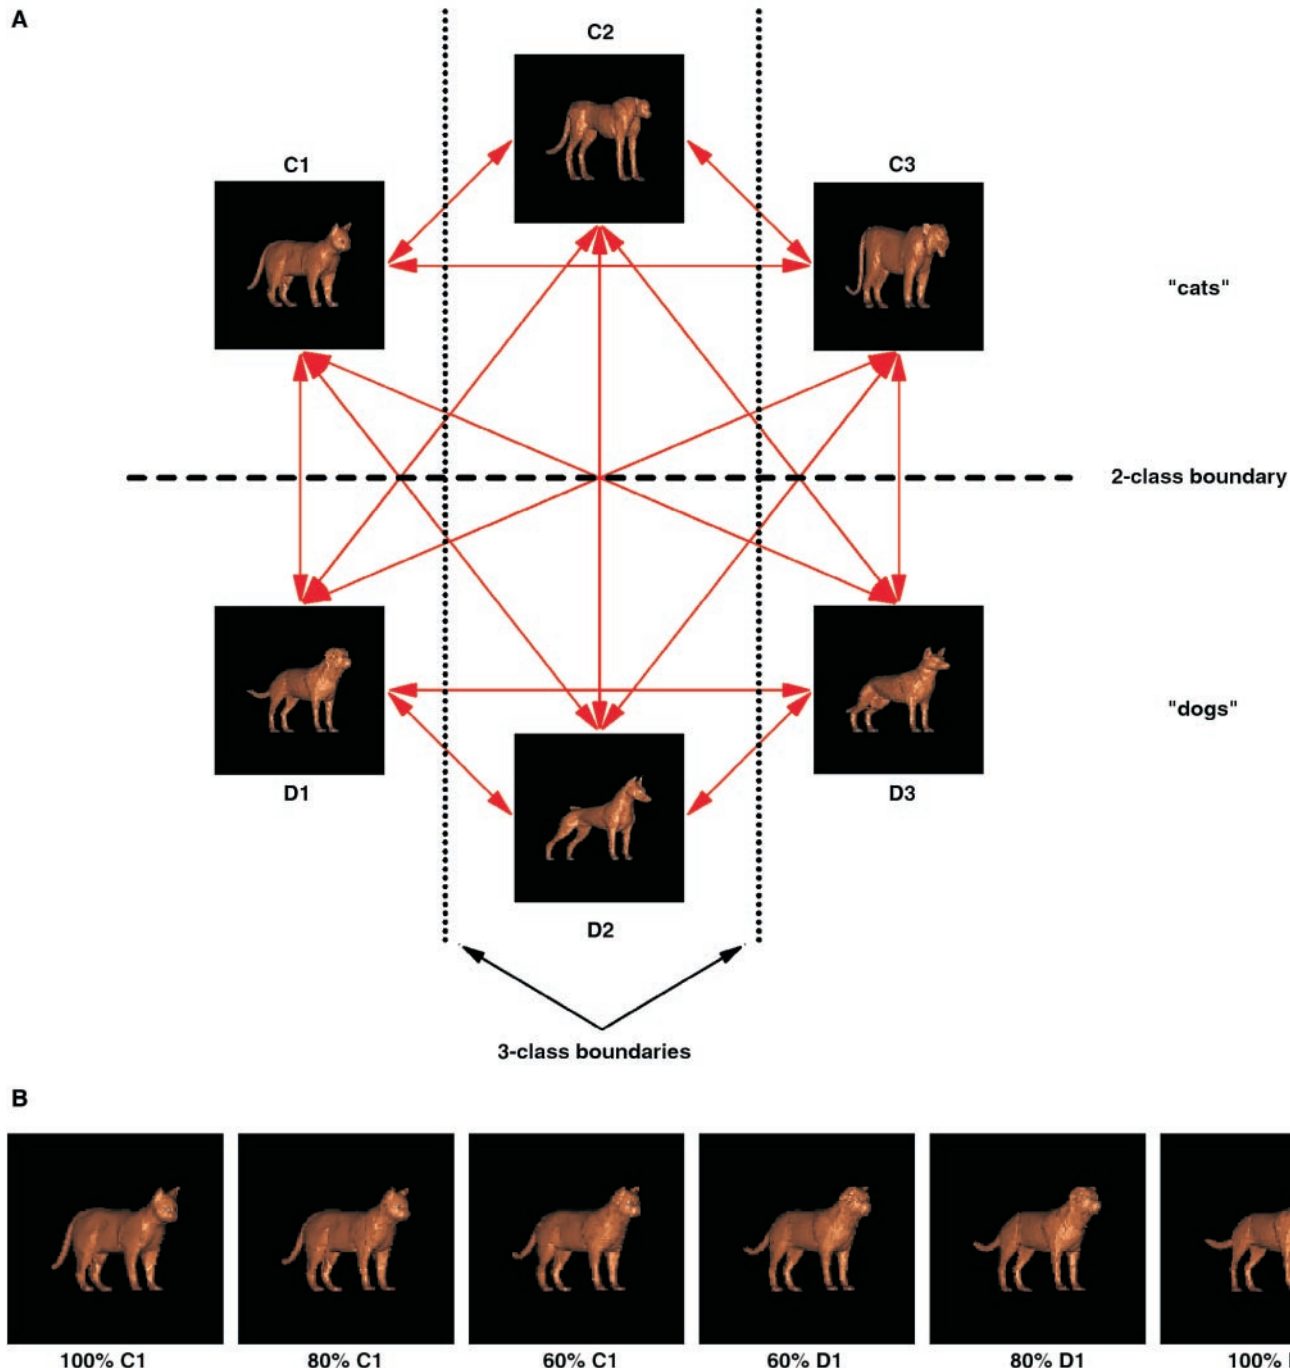 A
C2
C1
C3
"cats"
2-class boundary
"dogs"
D1
D3
D2
3-class boundaries
B
100% C1
80% C1
60% C1
60% D1
80% D1
100%